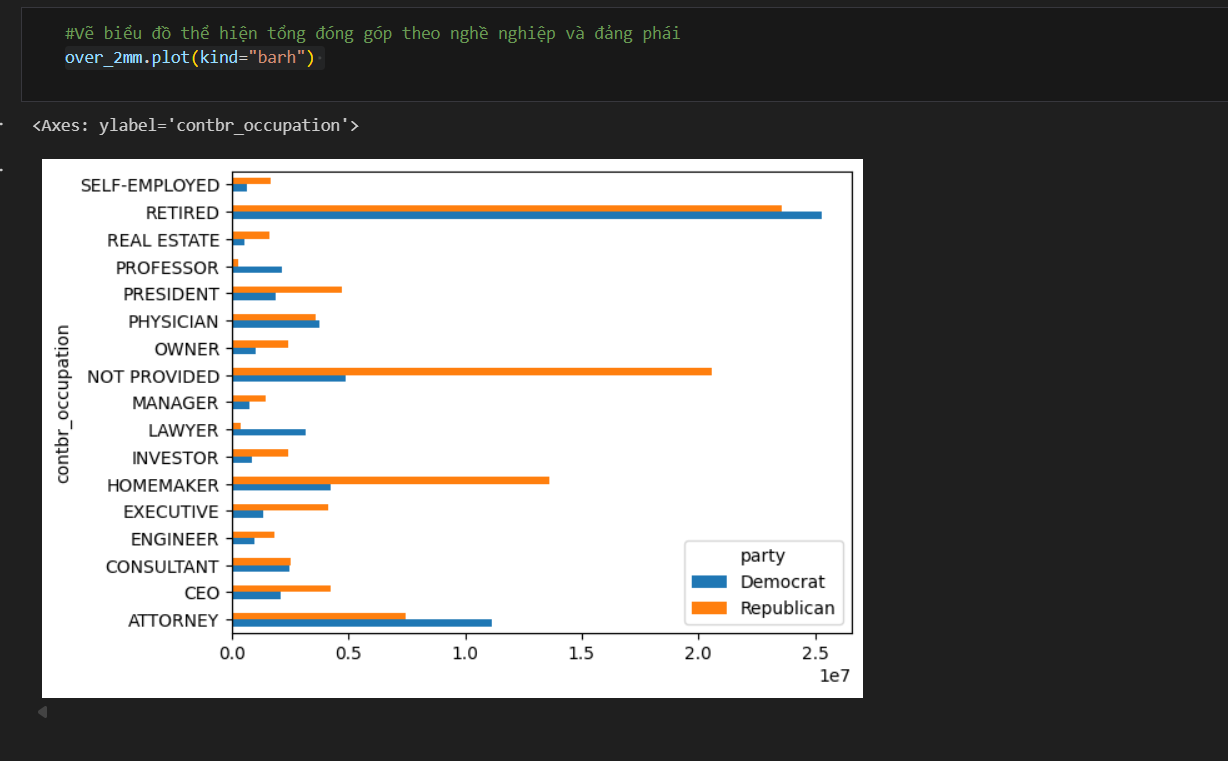 #Vẽ biểu đồ thể hiện tổng đóng góp theo nghề nghiệp và đảng phái
over_2mm.plot(kind="barh")
<Axes: ylabel='contbr_occupation'>
SELF-EMPLOYED
RETIRED
REAL ESTATE
PROFESSOR
PRESIDENT
PHYSICIAN
OWNER
NOT PROVIDED
MANAGER
LAWYER
INVESTOR
HOMEMAKER
EXECUTIVE
ENGINEER
CONSULTANT
CEO
ATTORNEY
contbr_occupation
party
Democrat
Republican
0.0 0.5 1.0 1.5 2.0 2.5
1e7